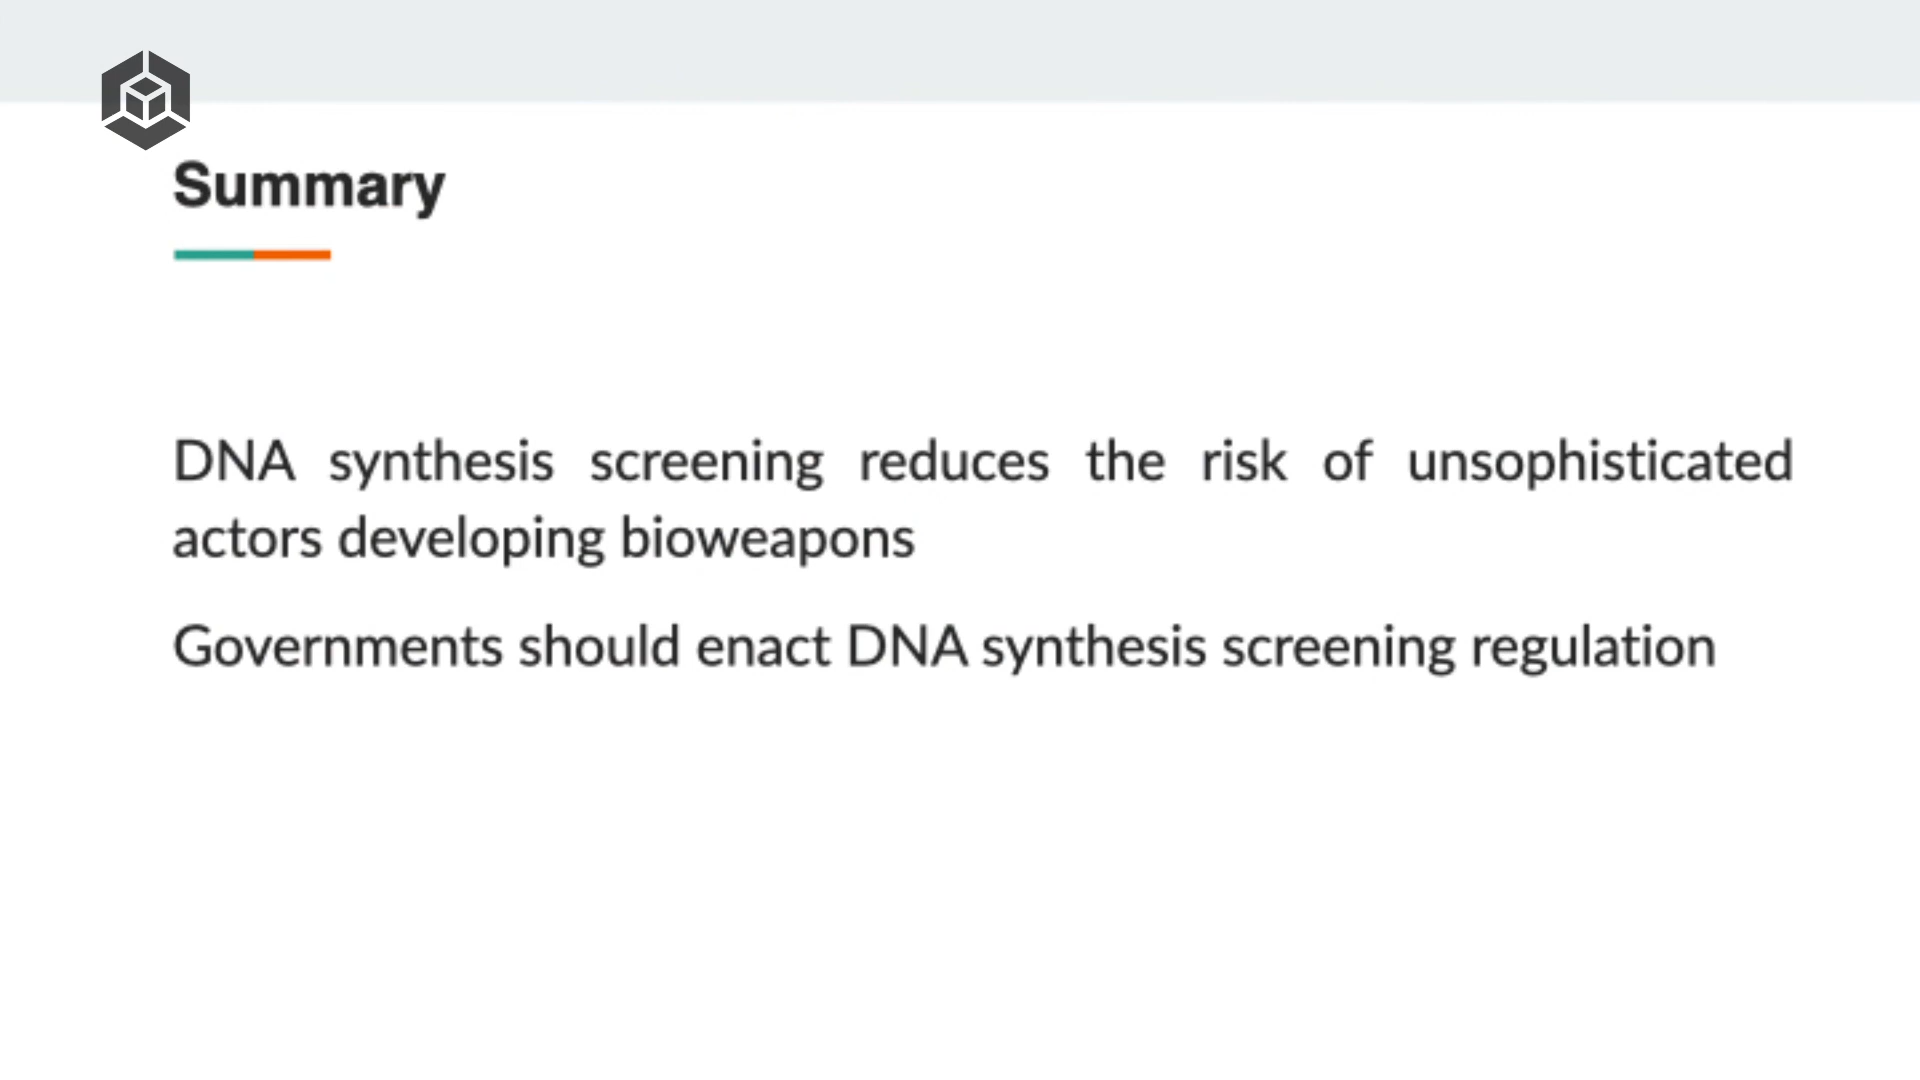 Summary
DNA synthesis screening reduces the risk of unsophisticated
actors developing bioweapons
Governments should enact DNA synthesis screening regulation